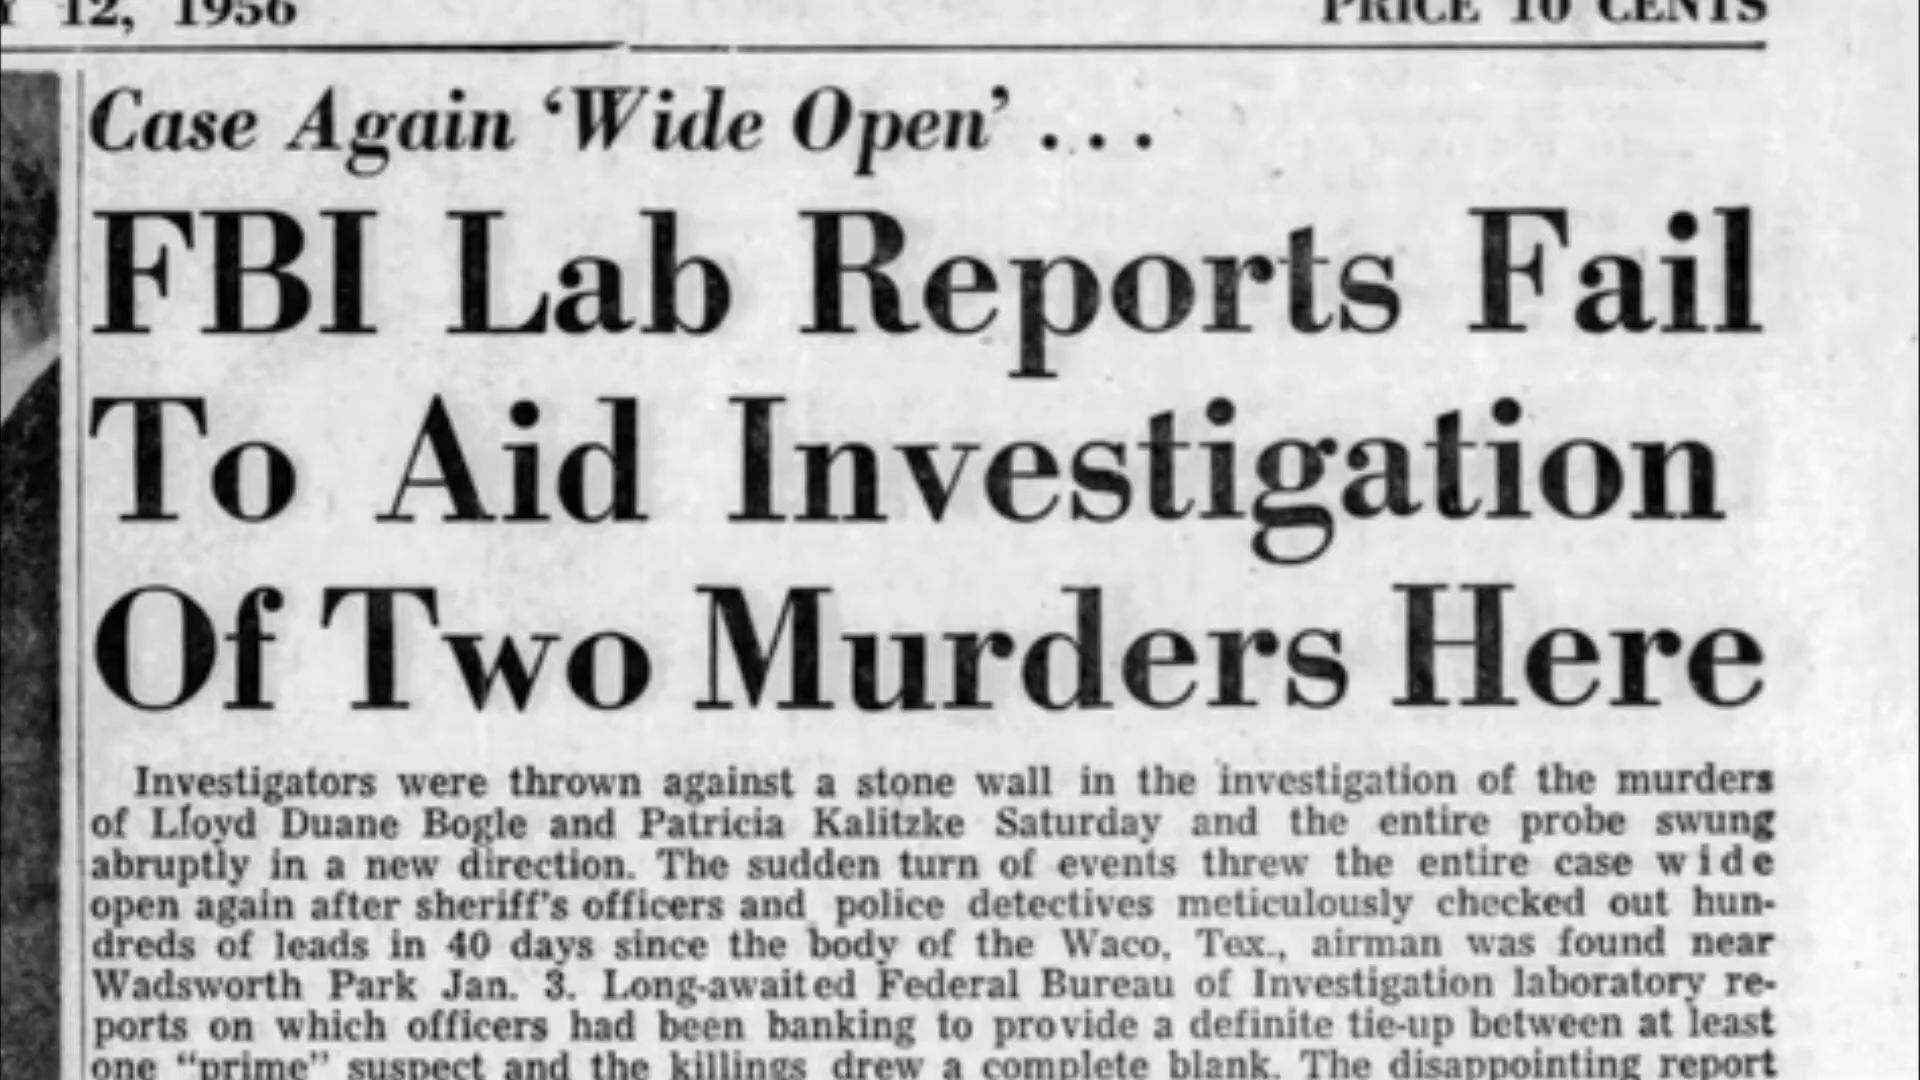 Y 12, 1956
PRICE 10 CENTS
Case Again ‘Wide Open’ . . .
FBI Lab Reports Fail
To Aid Investigation
Of Two Murders Here
Investigators were thrown against a stone wall in the investigation of the murders
of Lloyd Duane Bogle and Patricia Kalitzke Saturday and the entire probe swung
abruptly in a new direction. The sudden turn of events threw the entire case wide
open again after sheriff's officers and police detectives meticulously checked out hun-
dreds of leads in 40 days since the body of the Waco, Tex., airman was found near
Wadsworth Park Jan. 3. Long-awaited Federal Bureau of Investigation laboratory re-
ports on which officers had been banking to provide a definite tie-up between at least
one “prime” suspect and the killings drew a complete blank. The disappointing report